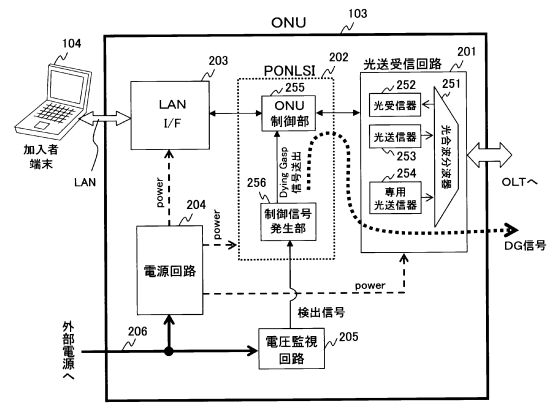 ONU
103
104
加入者
端末
LAN
203
LAN
I/F
202
PONLSI
255
ONU
制御部
Dying Gasp
信号送出
256
制御信号
発生部
光送受信回路
201
252
光受信器
251
光送信器
253
254
専用
光送信器
光合波分波器
OLTへ
DG信号
power
204
電源回路
power
power
検出信号
外部
電源へ
206
電圧監視
回路
205